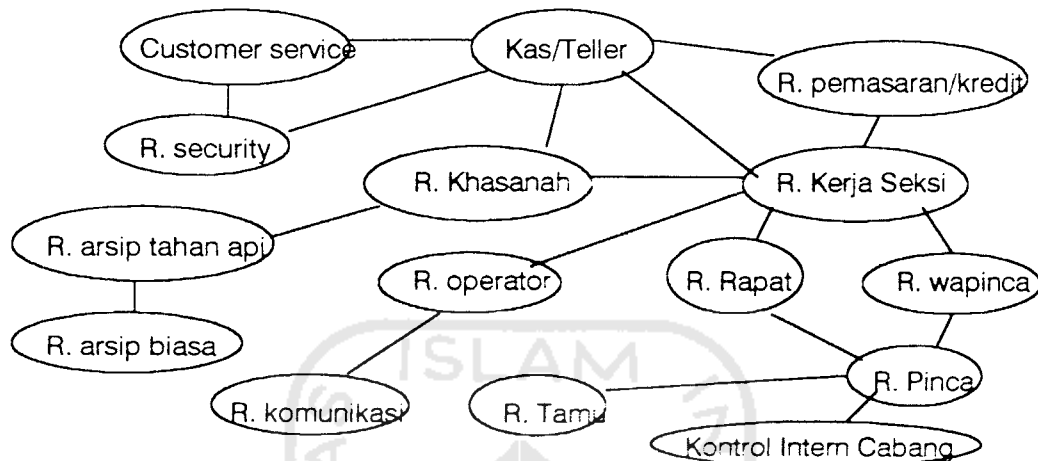 Customer service
Kas/Teller
R. pemasaran/kredit
R. security
R. Khasanah
R. Kerja Seksi
R. arsip tahan api
R. operator
R. Rapat
R. wapinca
R. arsip biasa
ISLAM
R. Pinca
R. komunikasi
R. Tamu
Kontrol Intern Cabang